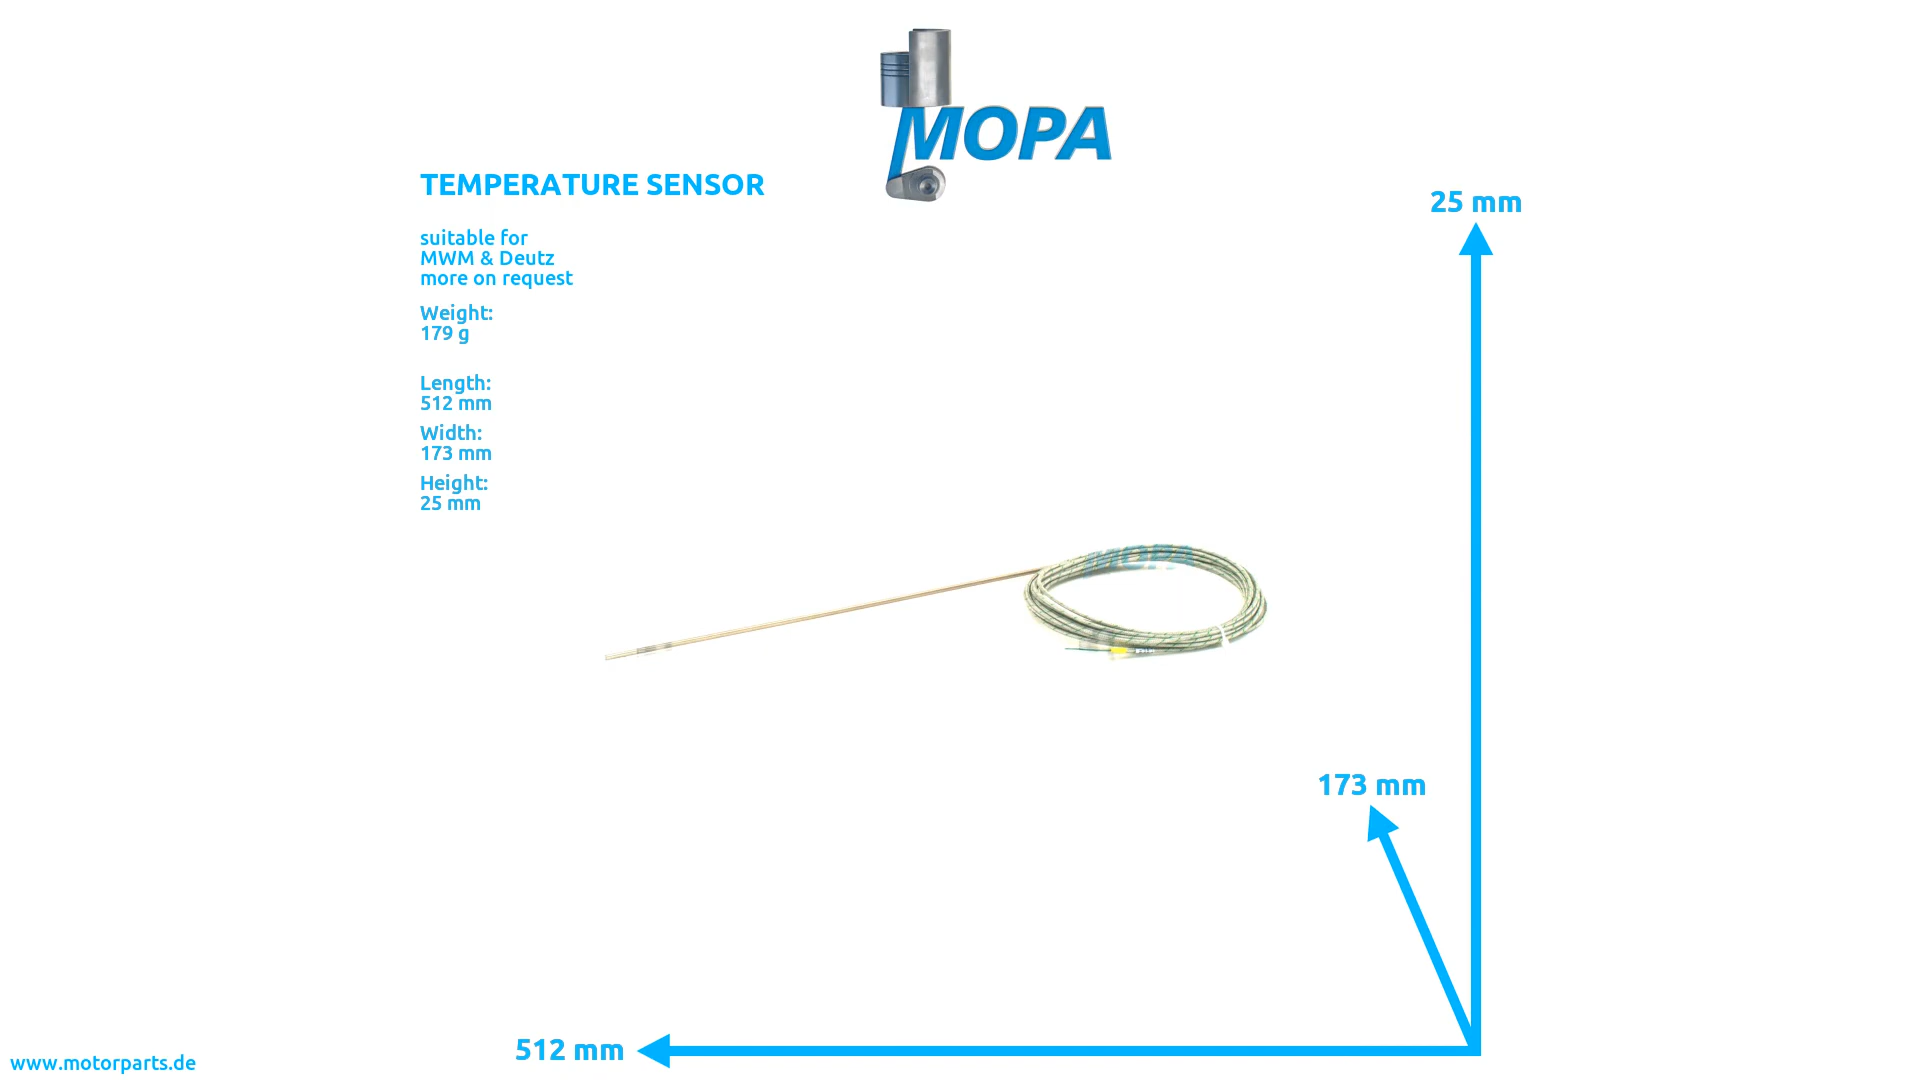 MOPA
TEMPERATURE SENSOR
suitable for
MWM & Deutz
more on request
Weight:
179 g
Length:
512 mm
Width:
173 mm
Height:
25 mm
25 mm
MOPA
173 mm
512 mm
www.motorparts.de